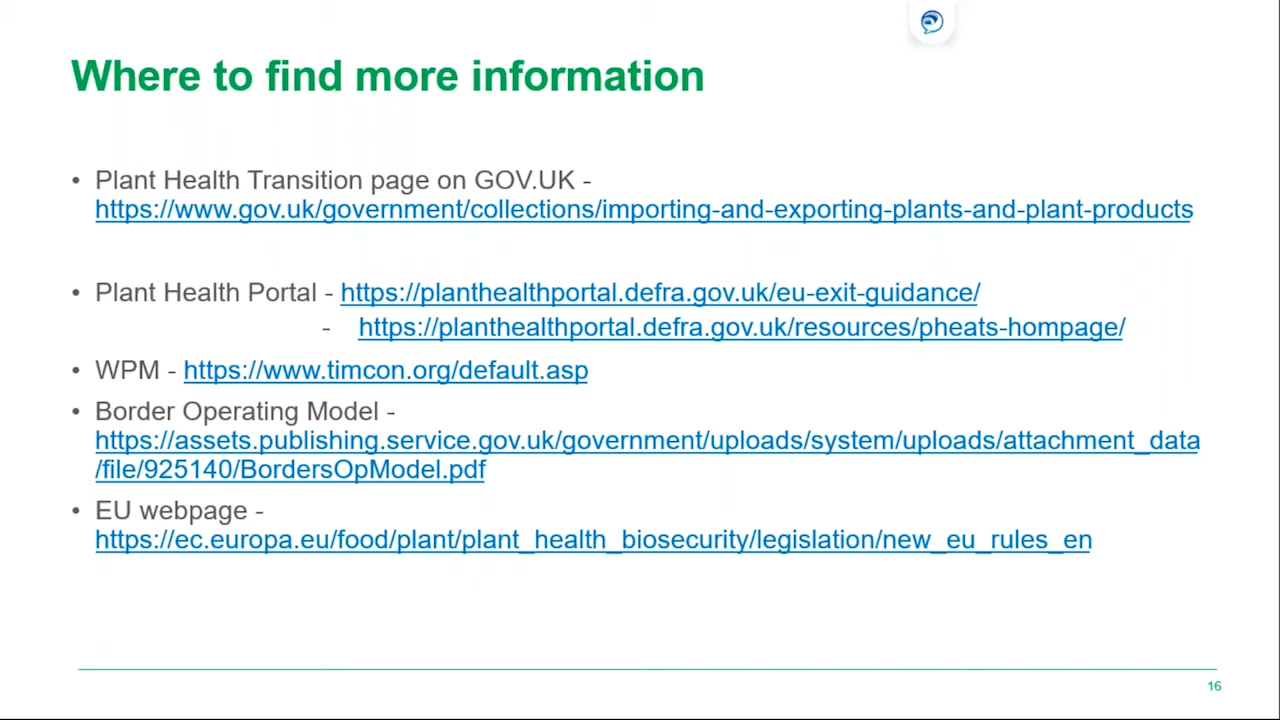 Where to find more information
• Plant Health Transition page on GOV.UK -
https://www.gov.uk/government/collections/importing-and-exporting-plants-and-plant-products
• Plant Health Portal - https://planthealthportal.defra.gov.uk/eu-exit-guidance/
- https://planthealthportal.defra.gov.uk/resources/pheats-hompage/
• WPM - https://www.timcon.org/default.asp
• Border Operating Model -
https://assets.publishing.service.gov.uk/government/uploads/system/uploads/attachment_data
/file/925140/BordersOpModel.pdf
• EU webpage -
https://ec.europa.eu/food/plant/plant_health_biosecurity/legislation/new_eu_rules_en
16